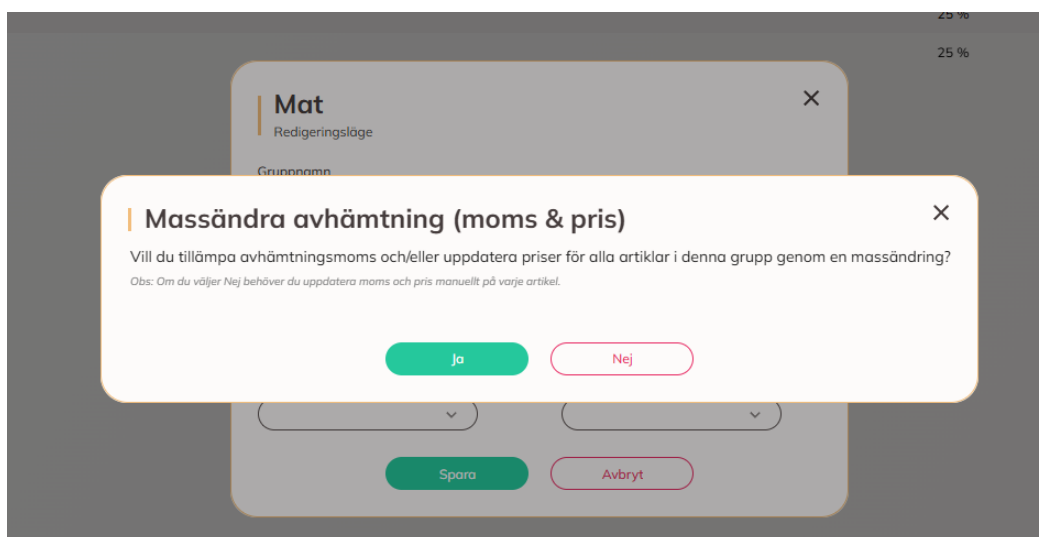 25 %
25 %
Mat
Redigeringsläge
Gruppnamn
Massändra avhämtning (moms & pris)
Vill du tillämpa avhämtningsmoms och/eller uppdatera priser för alla artiklar i denna grupp genom en massändring?
Obs: Om du väljer Nej behöver du uppdatera moms och pris manuellt på varje artikel.
Ja Nej
Spara Avbryt